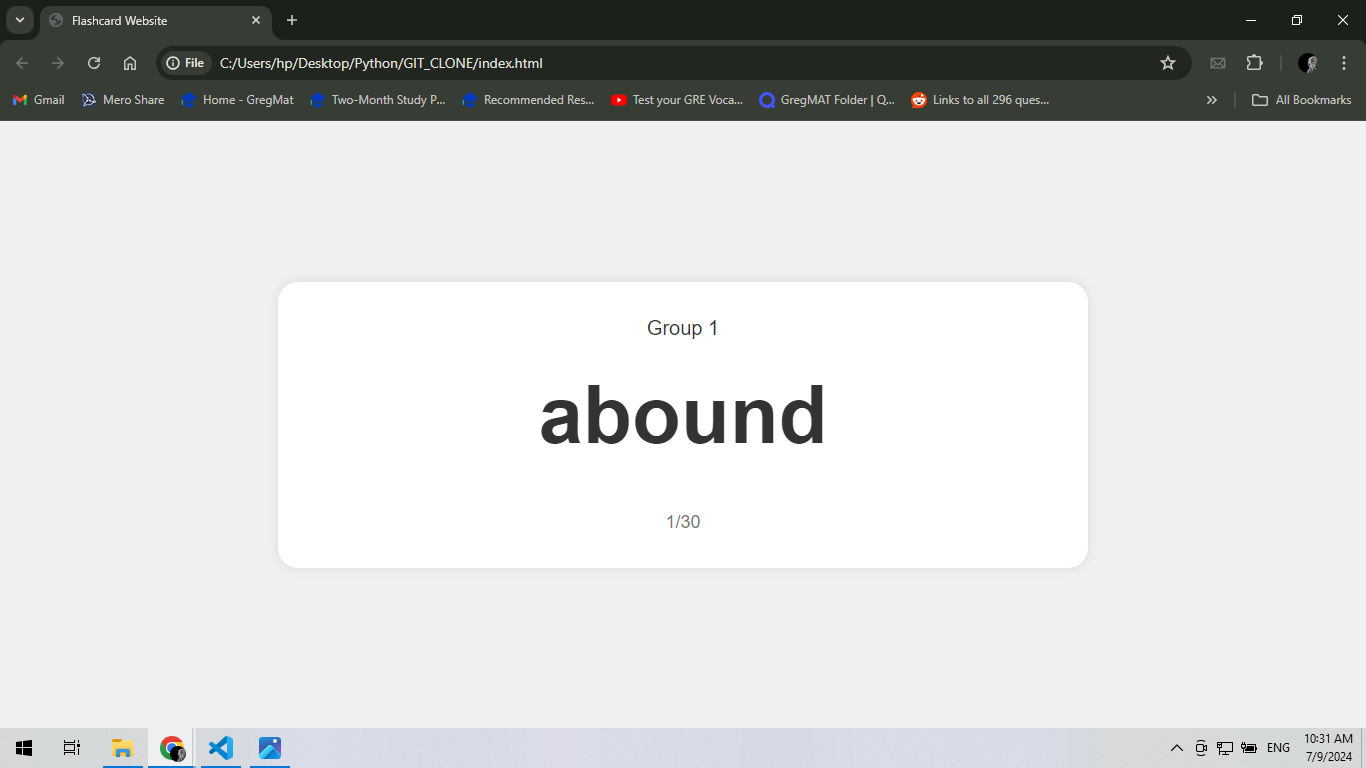 Flashcard Website
File C:/Users/hp/Desktop/Python/GIT_CLONE/index.html
Gmail Mero Share Home - GregMat Two-Month Study P... Recommended Res... Test your GRE Voca... GregMAT Folder | Q... Links to all 296 ques... » All Bookmarks
Group 1
abound
1/30
ENG 10:31 AM
7/9/2024